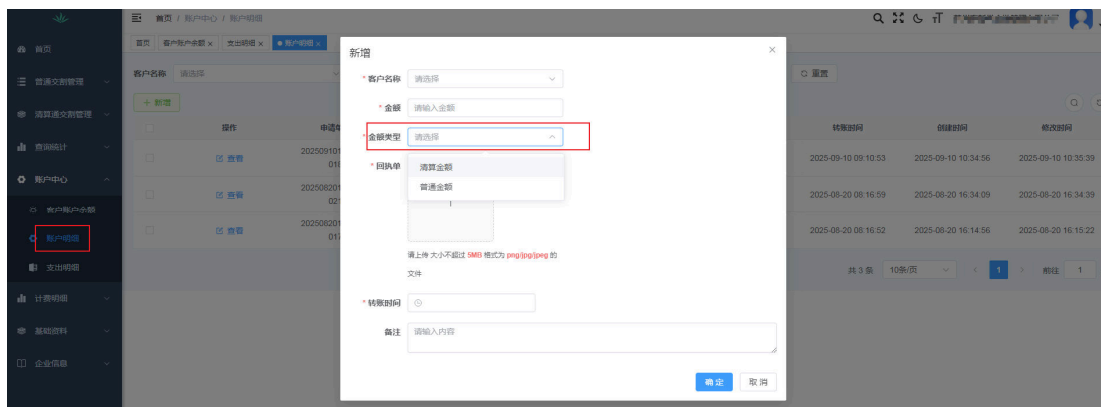 首页 / 账户中心 / 账户明细
首页
客户账户余额 ×
支出明细 ×
账户明细 ×
首页
普通交割管理
清算通交割管理
查询统计
账户中心
客户账户余额
账户明细
支出明细
计费明细
基础资料
企业信息
客户名称 请选择
重置
+ 新增
操作
转账时间 创建时间 修改时间
查看 2025-09-10 09:10:53 2025-09-10 10:34:56 2025-09-10 10:35:39
查看 2025-08-20 08:16:59 2025-08-20 16:34:09 2025-08-20 16:34:39
查看 2025-08-20 08:16:52 2025-08-20 16:14:56 2025-08-20 16:15:22
共 3 条 10条/页 1 前往 1
新增
* 客户名称 请选择
* 金额 请输入金额
* 金额类型 请选择
清算金额
普通金额
* 回执单
请上传 大小不超过 5MB 格式为 png/jpg/jpeg 的
文件
* 转账时间
备注 请输入内容
确定 取消